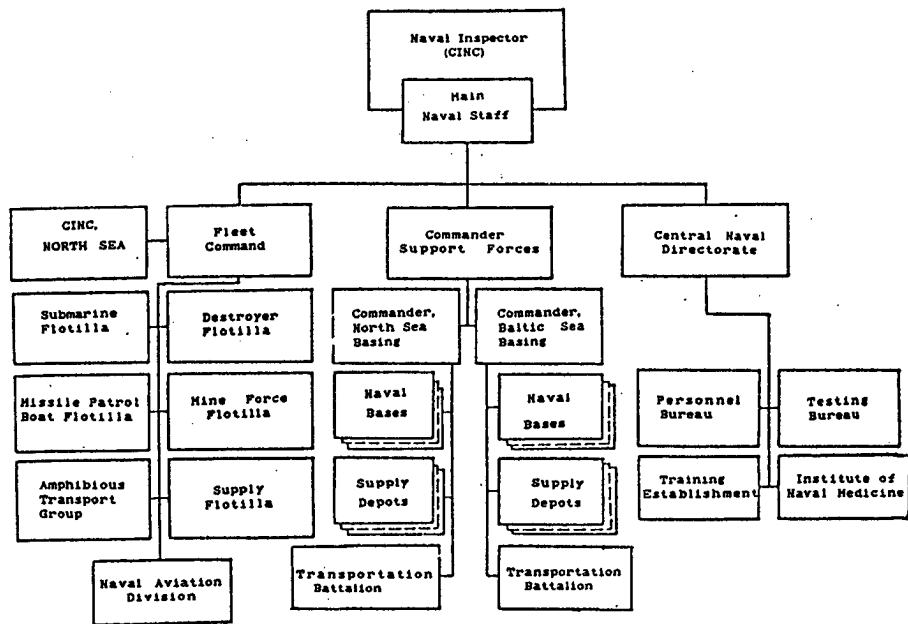 Naval Inspector
(CINC)
Main
Naval Staff
CINC,
NORTH SEA
Fleet
Command
Commander
Support Forces
Central Naval
Directorate
Submarine
Flotilla
Destroyer
Flotilla
Commander,
North Sea
Basing
Commander,
Baltic Sea
Basing
Missile Patrol
Boat Flotilla
Mine Force
Flotilla
Naval
Bases
Naval
Bases
Personnel
Bureau
Testing
Bureau
Amphibious
Transport
Group
Supply
Flotilla
Supply
Depots
Supply
Depots
Training
Establishment
Institute of
Naval Medicine
Naval Aviation
Division
Transportation
Battalion
Transportation
Battalion